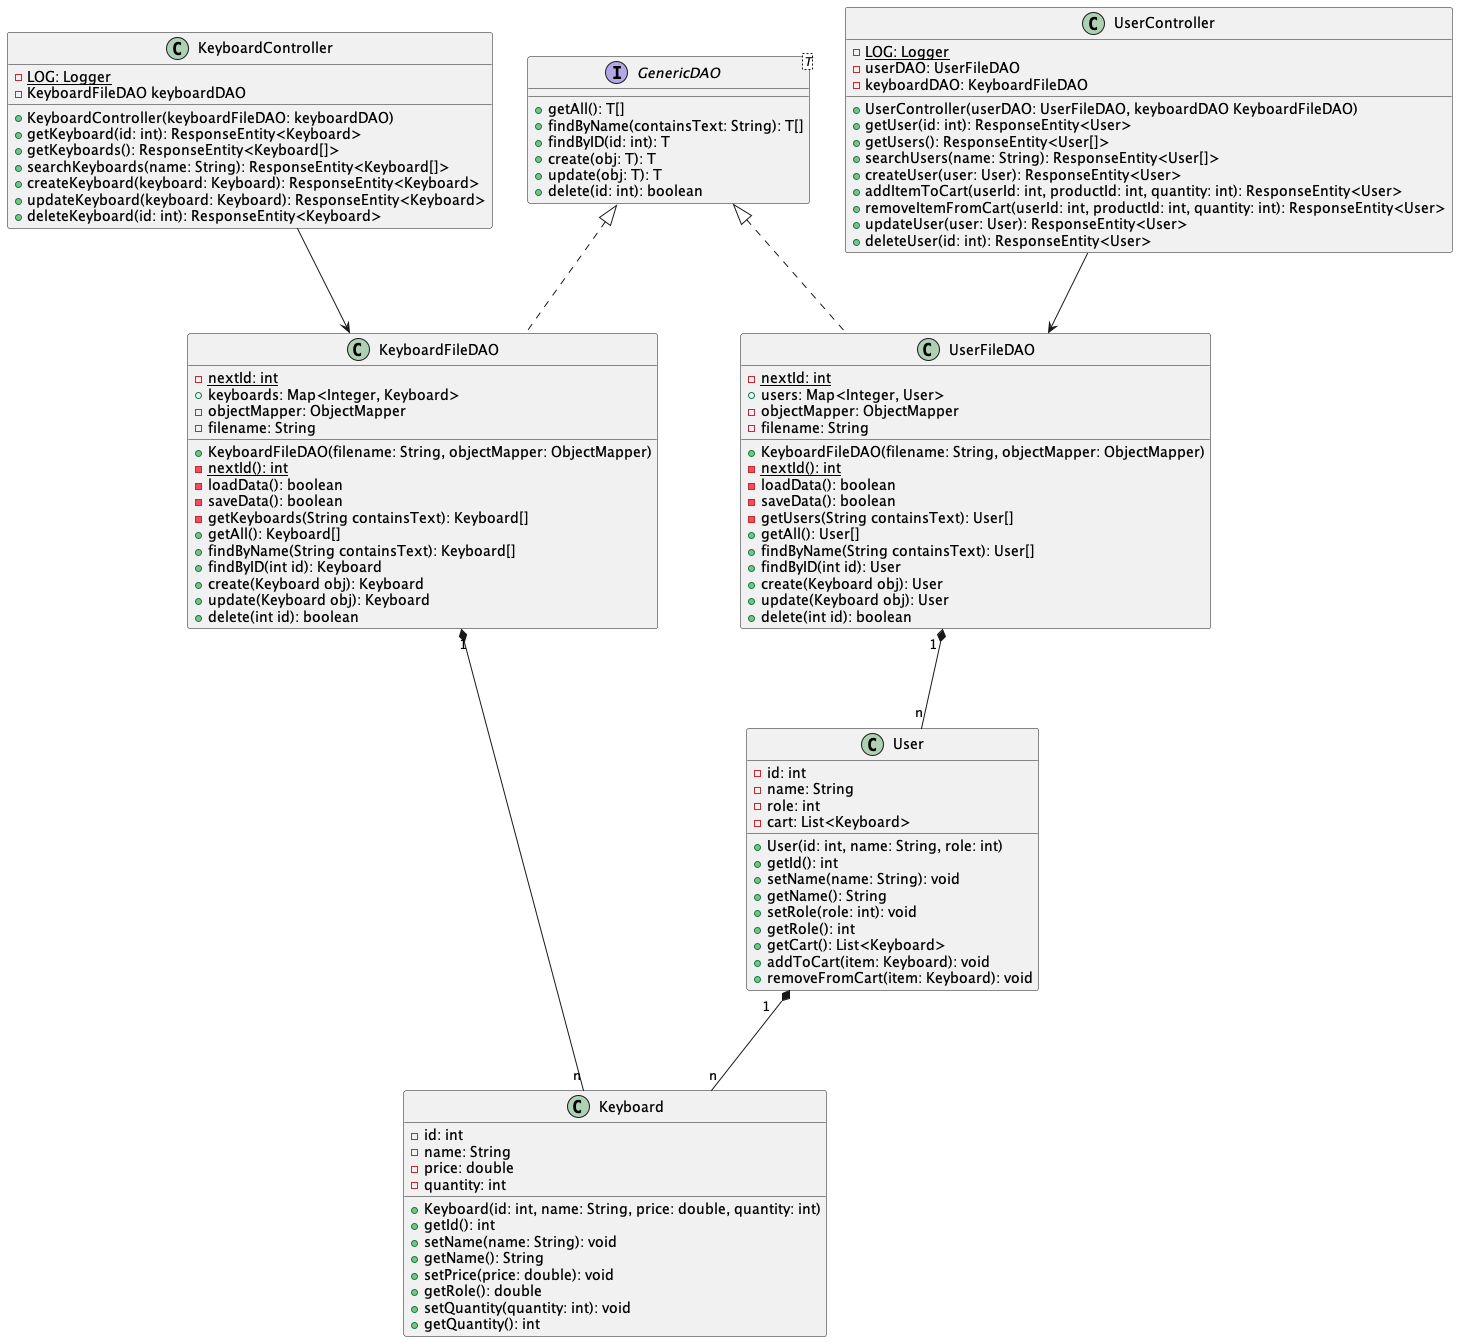 C KeyboardController
LOG: Logger
KeyboardFileDAO keyboardDAO
KeyboardController(keyboardFileDAO: keyboardDAO)
getKeyboard(id: int): ResponseEntity<Keyboard>
getKeyboards(): ResponseEntity<Keyboard[]>
searchKeyboards(name: String): ResponseEntity<Keyboard[]>
createKeyboard(keyboard: Keyboard): ResponseEntity<Keyboard>
updateKeyboard(keyboard: Keyboard): ResponseEntity<Keyboard>
deleteKeyboard(id: int): ResponseEntity<Keyboard>
I GenericDAO
T
getAll(): T[]
findByName(containsText: String): T[]
findByID(id: int): T
create(obj: T): T
update(obj: T): T
delete(id: int): boolean
C UserController
LOG: Logger
userDAO: UserFileDAO
keyboardDAO: KeyboardFileDAO
UserController(userDAO: UserFileDAO, keyboardDAO KeyboardFileDAO)
getUser(id: int): ResponseEntity<User>
getUsers(): ResponseEntity<User[]>
searchUsers(name: String): ResponseEntity<User[]>
createUser(user: User): ResponseEntity<User>
addItemToCart(userId: int, productId: int, quantity: int): ResponseEntity<User>
removeItemFromCart(userId: int, productId: int, quantity: int): ResponseEntity<User>
updateUser(user: User): ResponseEntity<User>
deleteUser(id: int): ResponseEntity<User>
C KeyboardFileDAO
nextId: int
keyboards: Map<Integer, Keyboard>
objectMapper: ObjectMapper
filename: String
KeyboardFileDAO(filename: String, objectMapper: ObjectMapper)
nextId(): int
loadData(): boolean
saveData(): boolean
getKeyboards(String containsText): Keyboard[]
getAll(): Keyboard[]
findByName(String containsText): Keyboard[]
findByID(int id): Keyboard
create(Keyboard obj): Keyboard
update(Keyboard obj): Keyboard
delete(int id): boolean
C UserFileDAO
nextId: int
users: Map<Integer, User>
objectMapper: ObjectMapper
filename: String
KeyboardFileDAO(filename: String, objectMapper: ObjectMapper)
nextId(): int
loadData(): boolean
saveData(): boolean
getUsers(String containsText): User[]
getAll(): User[]
findByName(String containsText): User[]
findByID(int id): User
create(Keyboard obj): User
update(Keyboard obj): User
delete(int id): boolean
1
1
n
C User
id: int
name: String
role: int
cart: List<Keyboard>
User(id: int, name: String, role: int)
getId(): int
setName(name: String): void
getName(): String
setRole(role: int): void
getRole(): int
getCart(): List<Keyboard>
addToCart(item: Keyboard): void
removeFromCart(item: Keyboard): void
1
n
n
C Keyboard
id: int
name: String
price: double
quantity: int
Keyboard(id: int, name: String, price: double, quantity: int)
getId(): int
setName(name: String): void
getName(): String
setPrice(price: double): void
getRole(): double
setQuantity(quantity: int): void
getQuantity(): int